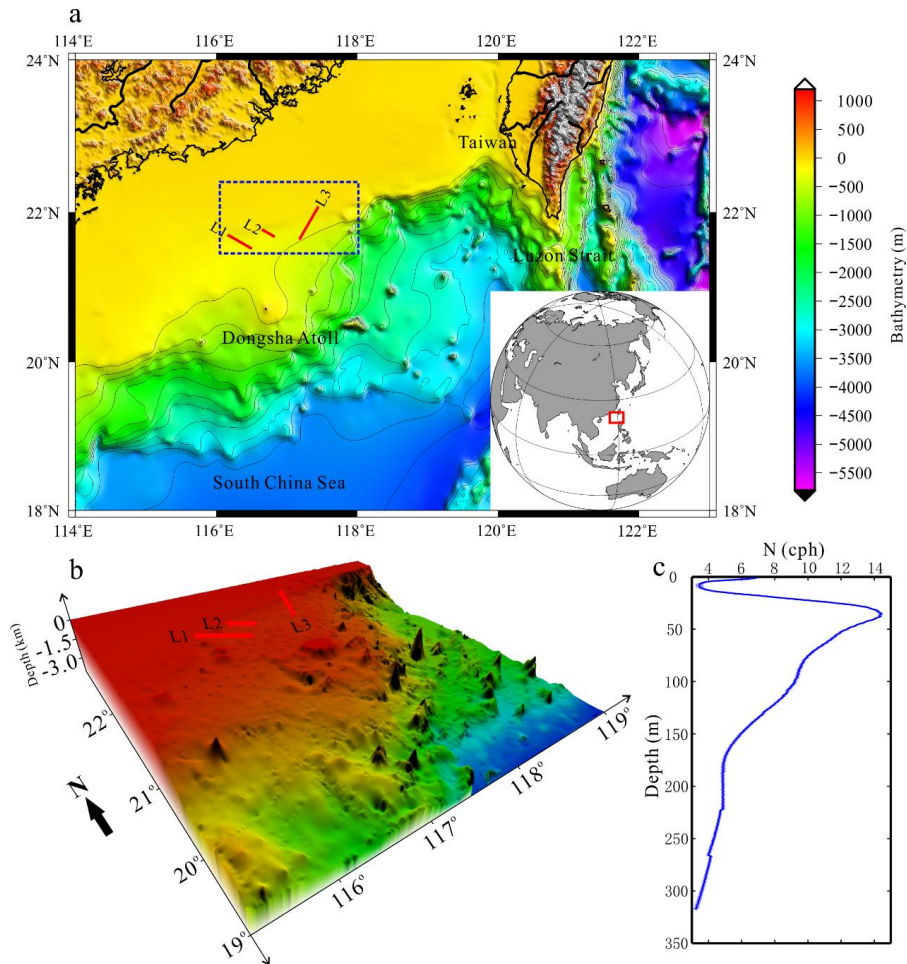 a
114°E 116°E 118°E 120°E 122°E
24°N 24°N
Taiwan
22°N 22°N
L1 L2 L3
Luzon Strait
Dongsha Atoll
20°N 20°N
South China Sea
18°N 18°N
114°E 116°E 118°E 120°E 122°E
1000
500
0
−500
−1000
−1500
−2000
−2500
−3000
−3500
−4000
−4500
−5000
−5500
Bathymetry (m)
b
0
-1.5
-3.0
Depth (km)
L1 L2 L3
22°
21°
20°
19°
116°
117°
118°
119°
N
c
N (cph)
4 6 8 10 12 14
0
50
100
150
200
250
300
350
Depth (m)